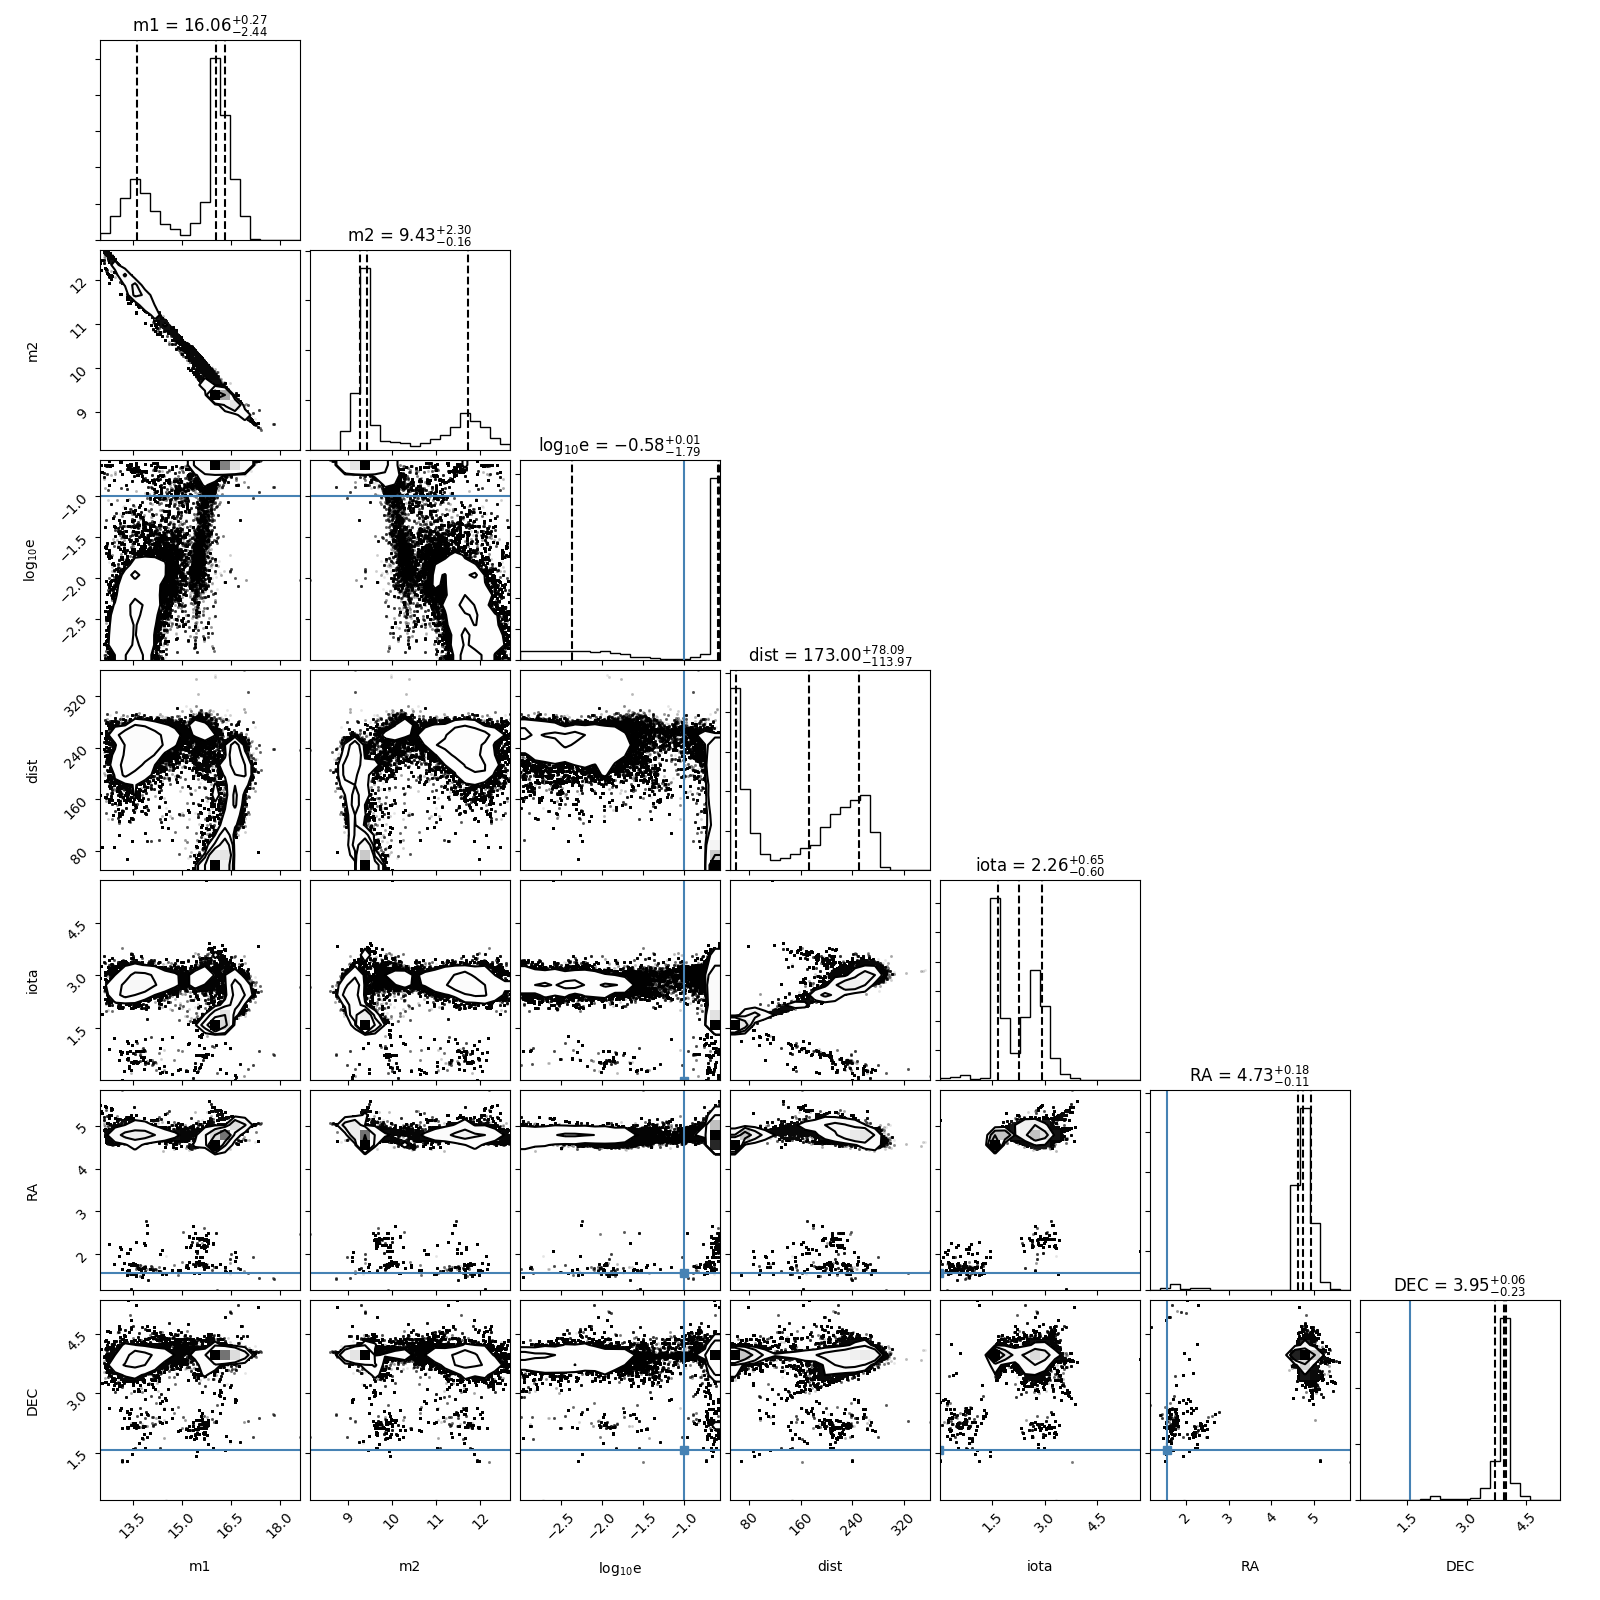 m1 = 16.06 +0.27 −2.44
m2 = 9.43 +2.30 −0.16
m2
12
11
10
9
log10e = −0.58 +0.01 −1.79
log10e
−1.0
−1.5
−2.0
−2.5
dist = 173.00 +78.09 −113.97
dist
320
240
160
80
iota = 2.26 +0.65 −0.60
iota
4.5
3.0
1.5
RA = 4.73 +0.18 −0.11
RA
5
4
3
2
DEC = 3.95 +0.06 −0.23
DEC
4.5
3.0
1.5
13.5 15.0 16.5 18.0 9 10 11 12 −2.5 −2.0 −1.5 −1.0 80 160 240 320 1.5 3.0 4.5 2 3 4 5 1.5 3.0 4.5
m1 m2 log10e dist iota RA DEC